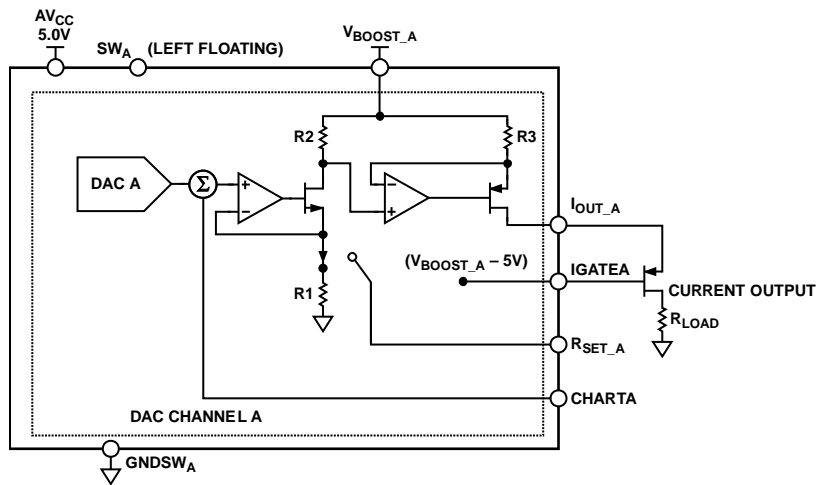 AVCC
5.0V
SWA (LEFT FLOATING)
VBOOST_A
R2
R3
DAC A
Σ
+
−
−
+
IOUT_A
(VBOOST_A – 5V)
IGATEA
CURRENT OUTPUT
R1
RLOAD
RSET_A
CHARTA
DAC CHANNEL A
GNDSWA